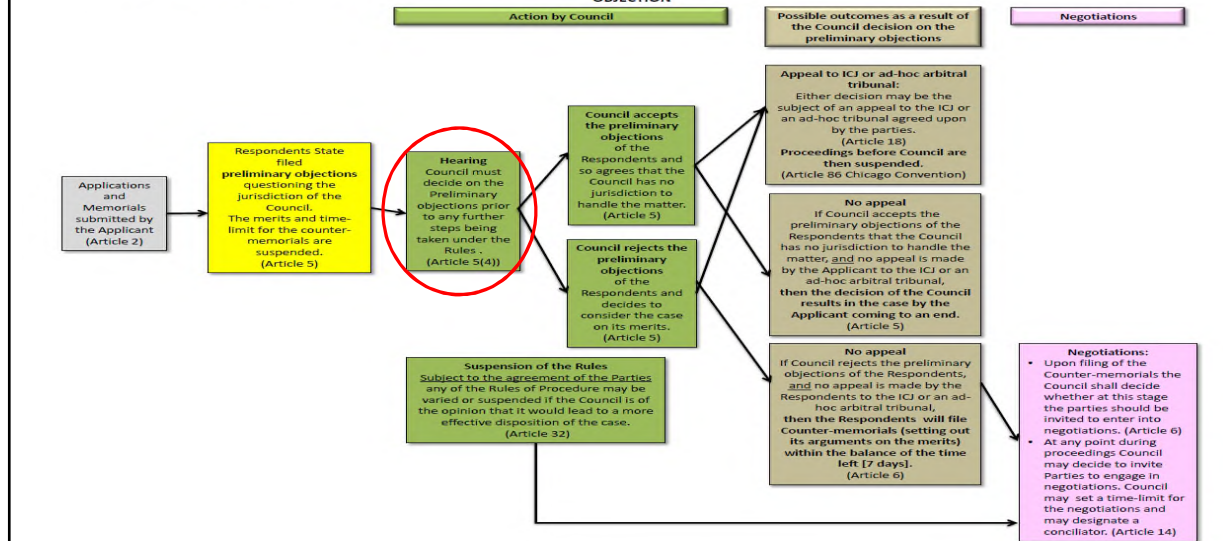 OBJECTION
Action by Council
Possible outcomes as a result of
the Council decision on the
preliminary objections
Negotiations
Applications
and
Memorials
submitted by
the Applicant
(Article 2)
Respondents State
filed
preliminary objections
questioning the
jurisdiction of the
Council.
The merits and time-
limit for the counter-
memorials are
suspended.
(Article 5)
Hearing
Council must
decide on the
Preliminary
objections prior
to any further
steps being
taken under the
Rules .
(Article 5(4))
Council accepts
the preliminary
objections
of the
Respondents and
so agrees that the
Council has no
jurisdiction to
handle the matter.
(Article 5)
Council rejects the
preliminary
objections
of the
Respondents and
decides to
consider the case
on its merits.
(Article 5)
Suspension of the Rules
Subject to the agreement of the Parties
any of the Rules of Procedure may be
varied or suspended if the Council is of
the opinion that it would lead to a more
effective disposition of the case.
(Article 32)
Appeal to ICJ or ad-hoc arbitral
tribunal:
Either decision may be the
subject of an appeal to the ICJ or
an ad-hoc tribunal agreed upon
by the parties.
(Article 18)
Proceedings before Council are
then suspended.
(Article 86 Chicago Convention)
No appeal
If Council accepts the
preliminary objections of the
Respondents that the Council
has no jurisdiction to handle the
matter, and no appeal is made
by the Applicant to the ICJ or an
ad-hoc arbitral tribunal,
then the decision of the Council
results in the case by the
Applicant coming to an end.
(Article 5)
No appeal
If Council rejects the preliminary
objections of the Respondents,
and no appeal is made by the
Respondents to the ICJ or an ad-
hoc arbitral tribunal,
then the Respondents will file
Counter-memorials (setting out
its arguments on the merits)
within the balance of the time
left [7 days].
(Article 6)
Negotiations:
• Upon filing of the
Counter-memorials the
Council shall decide
whether at this stage
the parties should be
invited to enter into
negotiations. (Article 6)
• At any point during
proceedings Council
may decide to invite
Parties to engage in
negotiations. Council
may set a time-limit for
the negotiations and
may designate a
conciliator. (Article 14)